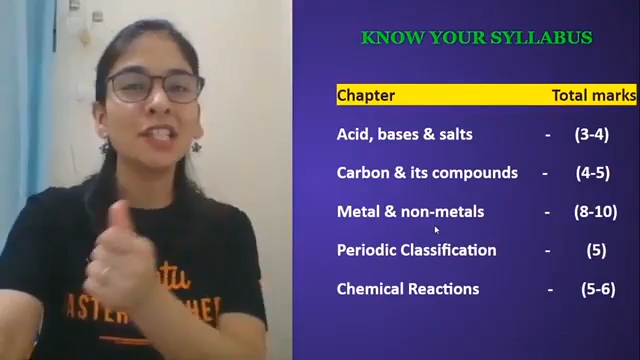 KNOW YOUR SYLLABUS
Chapter Total marks
Acid, bases & salts - (3-4)
Carbon & its compounds - (4-5)
Metal & non-metals - (8-10)
Periodic Classification - (5)
Chemical Reactions - (5-6)